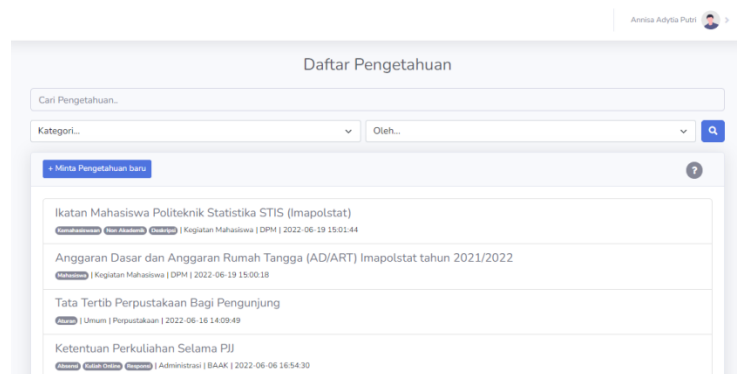 Annisa Adytia Putri
Daftar Pengetahuan
Cari Pengetahuan..
Kategori...
Oleh...
+ Minta Pengetahuan baru
?
Ikatan Mahasiswa Politeknik Statistika STIS (Imapolstat)
Kemahasiswaan Non Akademik Deskripsi | Kegiatan Mahasiswa | DPM | 2022-06-19 15:01:44
Anggaran Dasar dan Anggaran Rumah Tangga (AD/ART) Imapolstat tahun 2021/2022
Mahasiswa | Kegiatan Mahasiswa | DPM | 2022-06-19 15:00:18
Tata Tertib Perpustakaan Bagi Pengunjung
Aturan | Umum | Perpustakaan | 2022-06-16 14:09:49
Ketentuan Perkuliahan Selama PJJ
Absensi Kuliah Online Responsi | Administrasi | BAAK | 2022-06-06 16:54:30